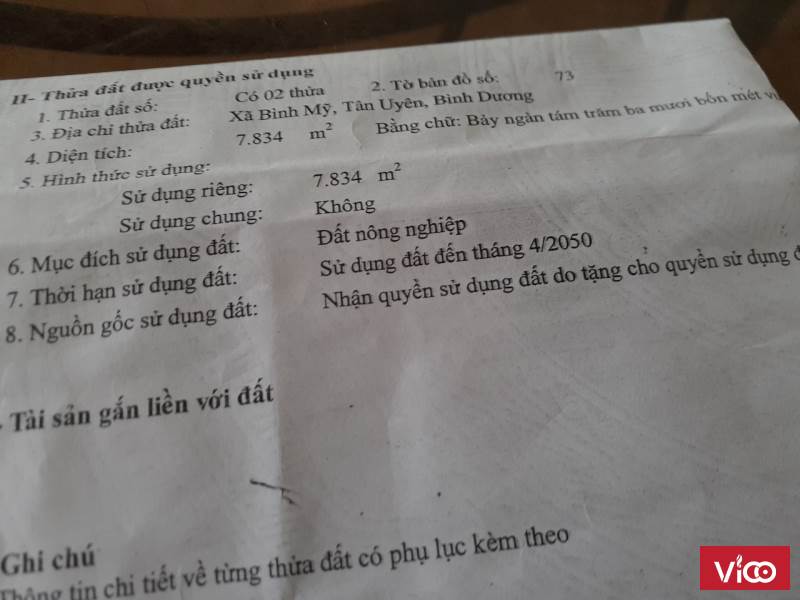 II- Thửa đất được quyền sử dụng
1. Thửa đất số: Có 02 thửa 2. Tờ bản đồ số: 73
3. Địa chỉ thửa đất: Xã Bình Mỹ, Tân Uyên, Bình Dương
4. Diện tích: 7.834 m² Bằng chữ: Bảy ngàn tám trăm ba mươi bốn mét
5. Hình thức sử dụng:
Sử dụng riêng: 7.834 m²
Sử dụng chung: Không
6. Mục đích sử dụng đất: Đất nông nghiệp
7. Thời hạn sử dụng đất: Sử dụng đất đến tháng 4/2050
8. Nguồn gốc sử dụng đất: Nhận quyền sử dụng đất do tặng cho quyền sử dụng
Tài sản gắn liền với đất
Ghi chú
Thông tin chi tiết về từng thửa đất có phụ lục kèm theo
Vico